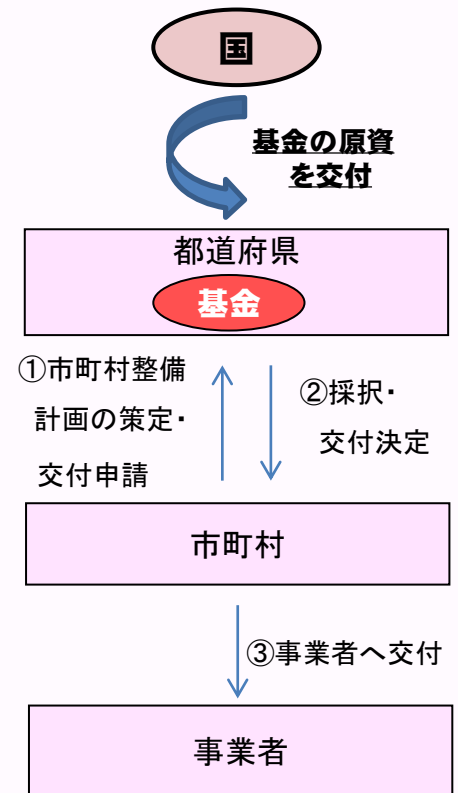 国
基金の原資
を交付
都道府県
基金
①市町村整備
計画の策定・
交付申請
②採択・
交付決定
市町村
③事業者へ交付
事業者